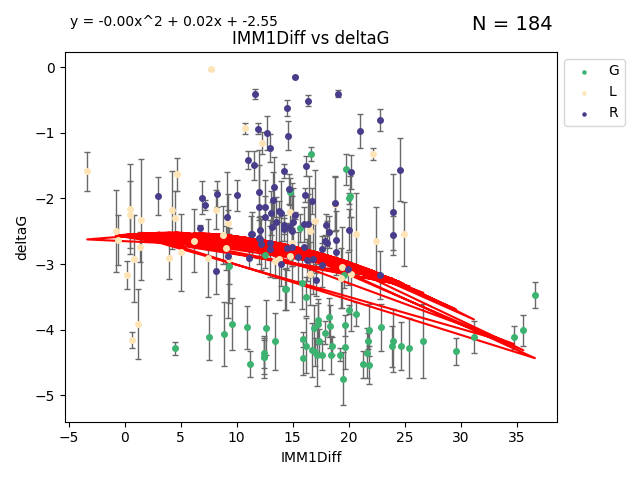 y = -0.00x^2 + 0.02x + -2.55
N = 184
IMM1Diff vs deltaG
G
L
R
0
−1
−2
−3
−4
−5
deltaG
−5 0 5 10 15 20 25 30 35
IMM1Diff